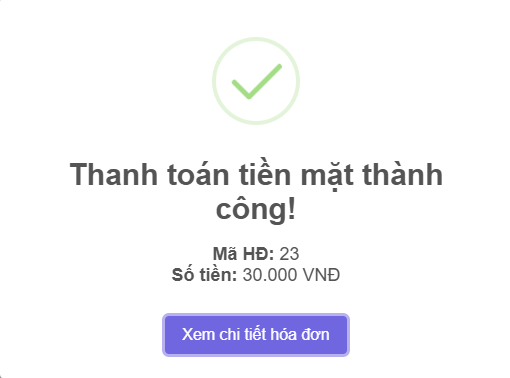 Thanh toán tiền mặt thành
công!
Mã HĐ: 23
Số tiền: 30.000 VNĐ
Xem chi tiết hóa đơn